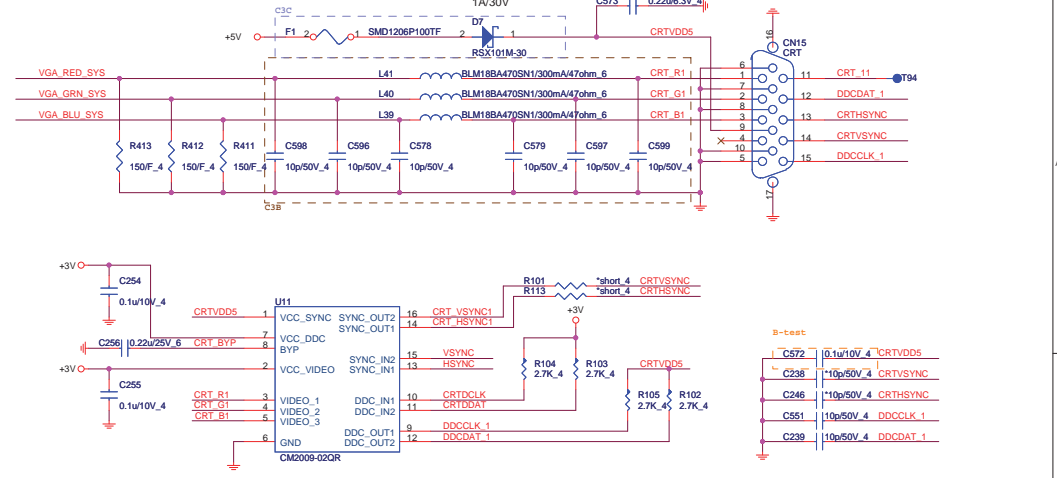 1A/30V
C3C
C573 0.22u/6.3V_4
D7
+5V F1 2 1 SMD1206P100TF 2 1 CRTVDD5
RSX101M-30
16
CN15
CRT
VGA_RED_SYS L41 BLM18BA470SN1/300mA/47ohm_6 CRT_R1 6 1 11 CRT_11 T94
VGA_GRN_SYS L40 BLM18BA470SN1/300mA/47ohm_6 CRT_G1 7 2 12 DDCDAT_1
VGA_BLU_SYS L39 BLM18BA470SN1/300mA/47ohm_6 CRT_B1 8 3 13 CRTHSYNC
9 4 14 CRTVSYNC
10 5 15 DDCCLK_1
R413 R412 R411 C598 C596 C578 C579 C597 C599
150/F_4 150/F_4 150/F_4 10p/50V_4 10p/50V_4 10p/50V_4 10p/50V_4 10p/50V_4 10p/50V_4
17
C3B
+3V
C254
0.1u/10V_4
R101 *short_4 CRTVSYNC
R113 *short_4 CRTHSYNC
U11
+3V
CRTVDD5 1 VCC_SYNC SYNC_OUT2 16 CRT_VSYNC1
SYNC_OUT1 14 CRT_HSYNC1
7 VCC_DDC
C256 0.22u/25V_6 CRT_BYP 8 BYP
SYNC_IN2 15 VSYNC
+3V 2 VCC_VIDEO SYNC_IN1 13 HSYNC
R104 R103
2.7K_4 2.7K_4
CRTVDD5
C255
0.1u/10V_4
CRT_R1 3 VIDEO_1 DDC_IN1 10 CRTDCLK
CRT_G1 4 VIDEO_2 DDC_IN2 11 CRTDDAT
CRT_B1 5 VIDEO_3
R105 R102
2.7K_4 2.7K_4
DDC_OUT1 9 DDCCLK_1
6 GND DDC_OUT2 12 DDCDAT_1
CM2009-02QR
B-test
C572 0.1u/10V_4 CRTVDD5
C238 *10p/50V_4 CRTVSYNC
C246 *10p/50V_4 CRTHSYNC
C551 10p/50V_4 DDCCLK_1
C239 10p/50V_4 DDCDAT_1